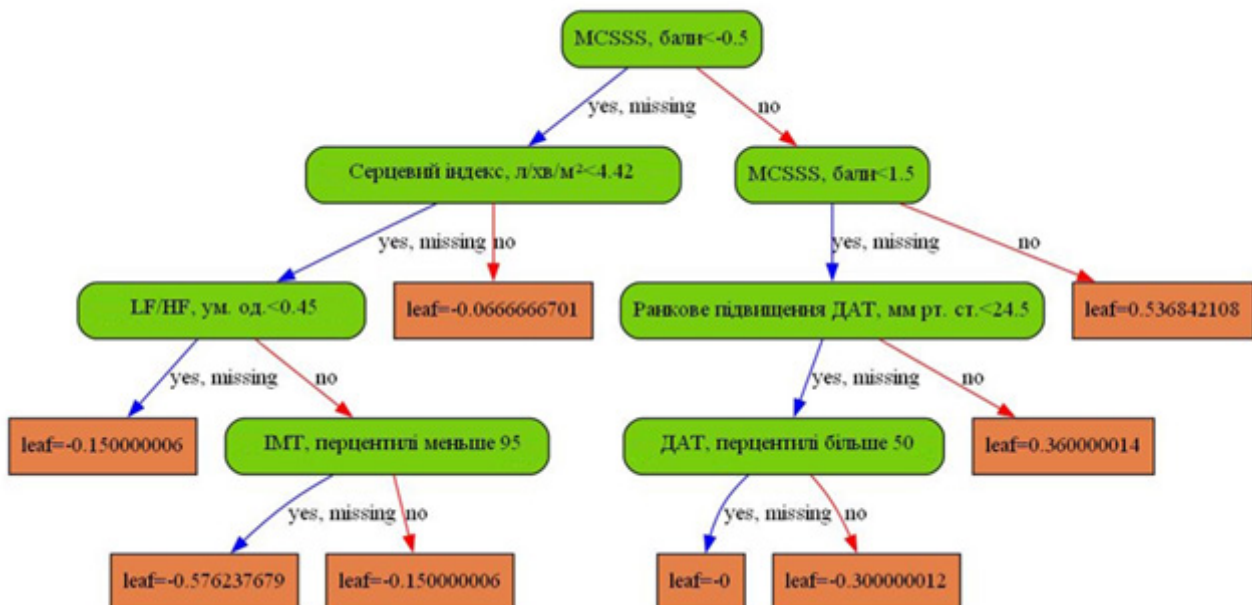 MCSSS, бали<-0.5
yes, missing
no
Серцевий індекс, л/хв/м²<4.42
MCSSS, бали<1.5
yes, missing
no
yes, missing
no
LF/HF, ум. од.<0.45
leaf=-0.0666666701
Ранкове підвищення ДАТ, мм рт. ст.<24.5
leaf=0.536842108
yes, missing
no
yes, missing
no
leaf=-0.150000006
ІМТ, перцентилі меньше 95
ДАТ, перцентилі більше 50
leaf=0.360000014
yes, missing
no
yes, missing
no
leaf=-0.576237679
leaf=-0.150000006
leaf=-0
leaf=-0.300000012